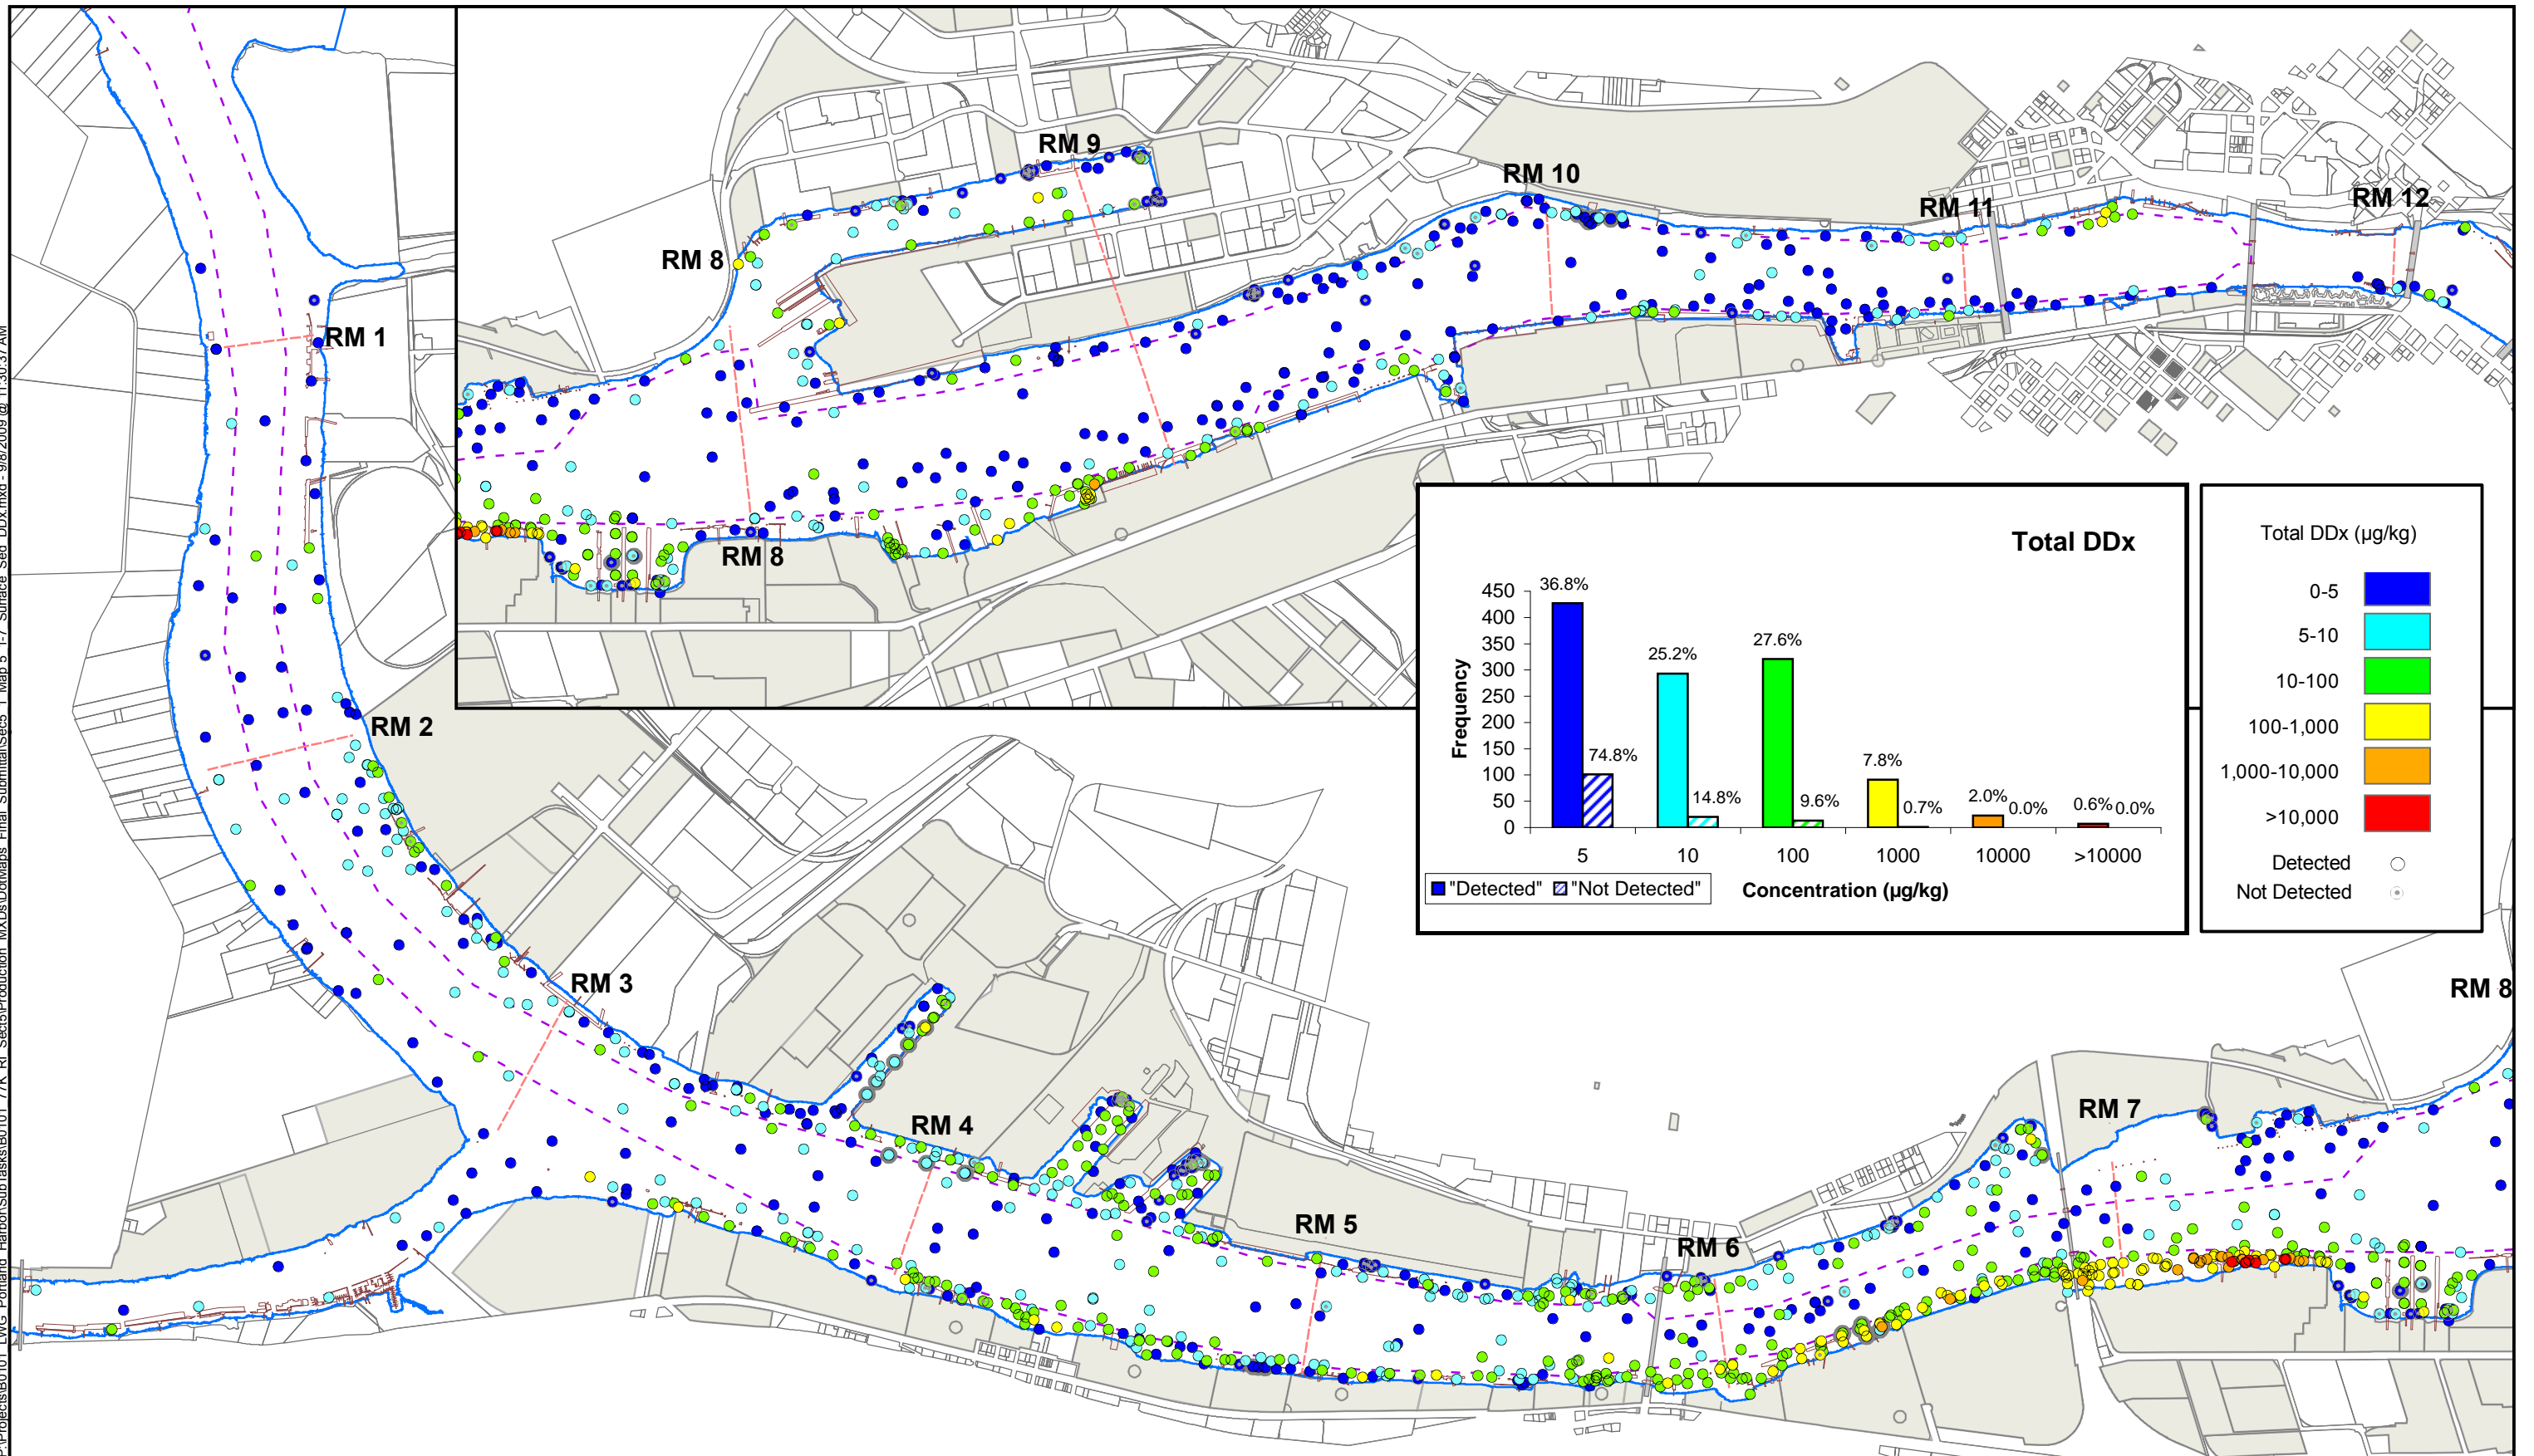 RM 1
RM 2
RM 3
RM 4
RM 5
RM 6
RM 7
RM 8
RM 8
RM 9
RM 10
RM 11
RM 12
RM 8
Total DDx
Frequency
450
400
350
300
250
200
150
100
50
0
36.8%
74.8%
25.2%
14.8%
27.6%
9.6%
7.8%
0.7%
2.0%
0.0%
0.6%
0.0%
5
10
100
1000
10000
>10000
"Detected"
"Not Detected"
Concentration (µg/kg)
Total DDx (µg/kg)
0-5
5-10
10-100
100-1,000
1,000-10,000
>10,000
Detected
Not Detected